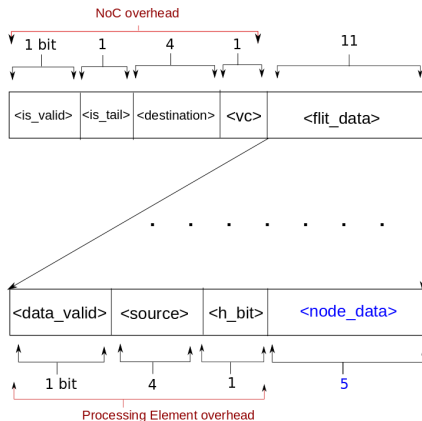 NoC overhead
1 bit 1 4 1 11
<is_valid> <is_tail> <destination> <vc> <flit_data>
<data_valid> <source> <h_bit> <node_data>
1 bit 4 1 5
Processing Element overhead